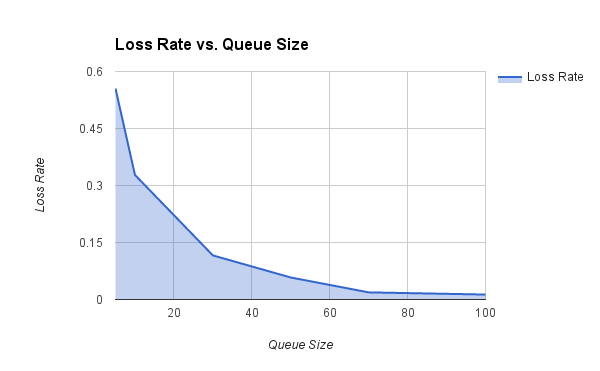 Loss Rate vs. Queue Size
Loss Rate
0.6
0.45
0.3
0.15
0
Loss Rate
20 40 60 80 100
Queue Size